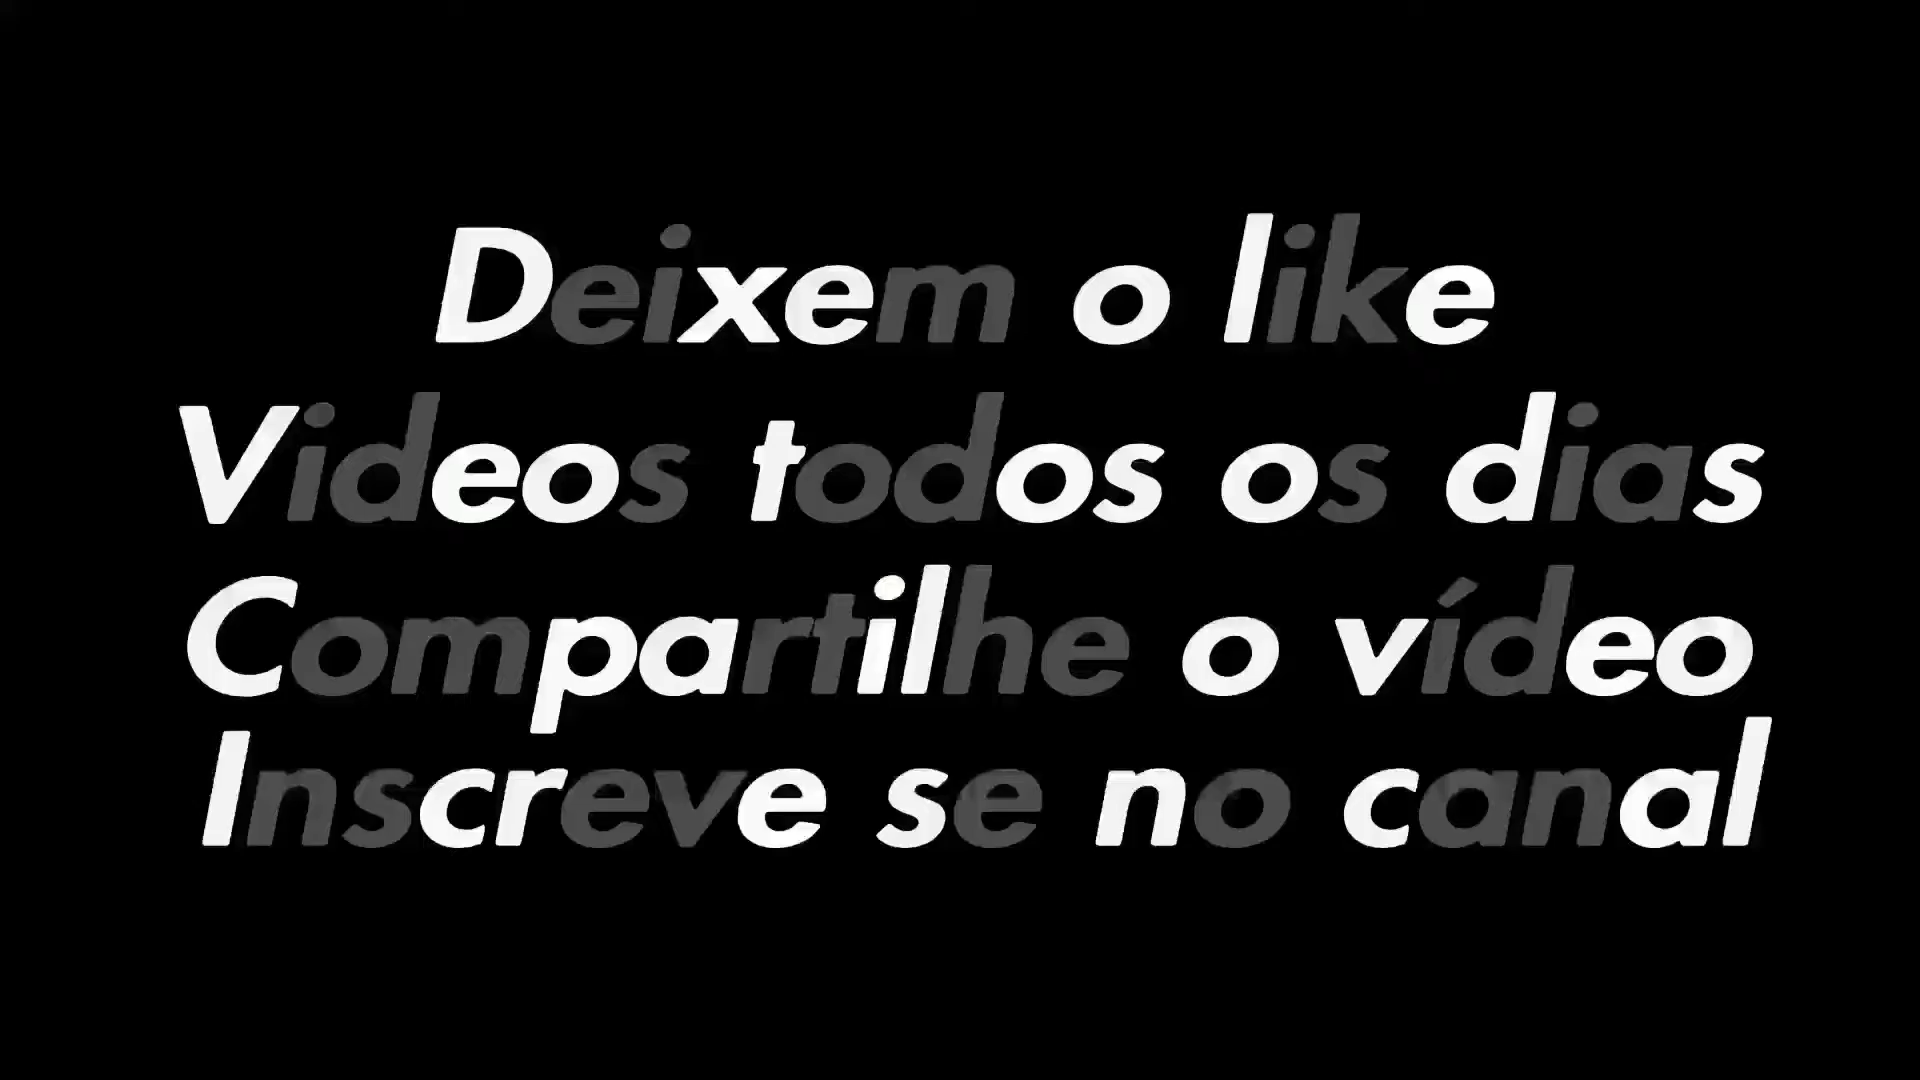 Deixem o like
Videos todos os dias
Compartilhe o vídeo
Inscreve se no canal